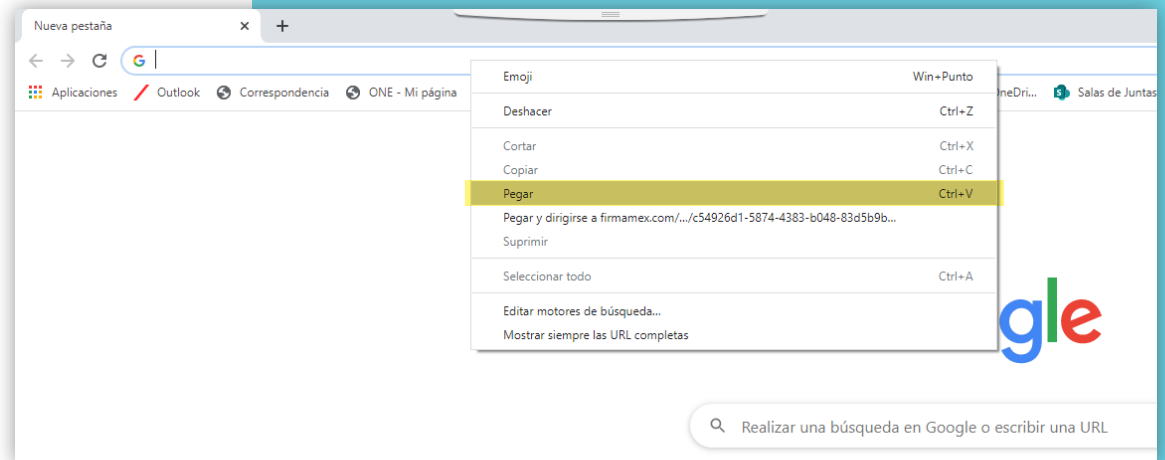 Nueva pestaña
Aplicaciones Outlook Correspondencia ONE - Mi página Salas de Juntas
Emoji Win+Punto
Deshacer Ctrl+Z
Cortar Ctrl+X
Copiar Ctrl+C
Pegar Ctrl+V
Pegar y dirigirse a firmamex.com/.../c54926d1-5874-4383-b048-83d5b9b...
Suprimir
Seleccionar todo Ctrl+A
Editar motores de búsqueda...
Mostrar siempre las URL completas
gle
Realizar una búsqueda en Google o escribir una URL